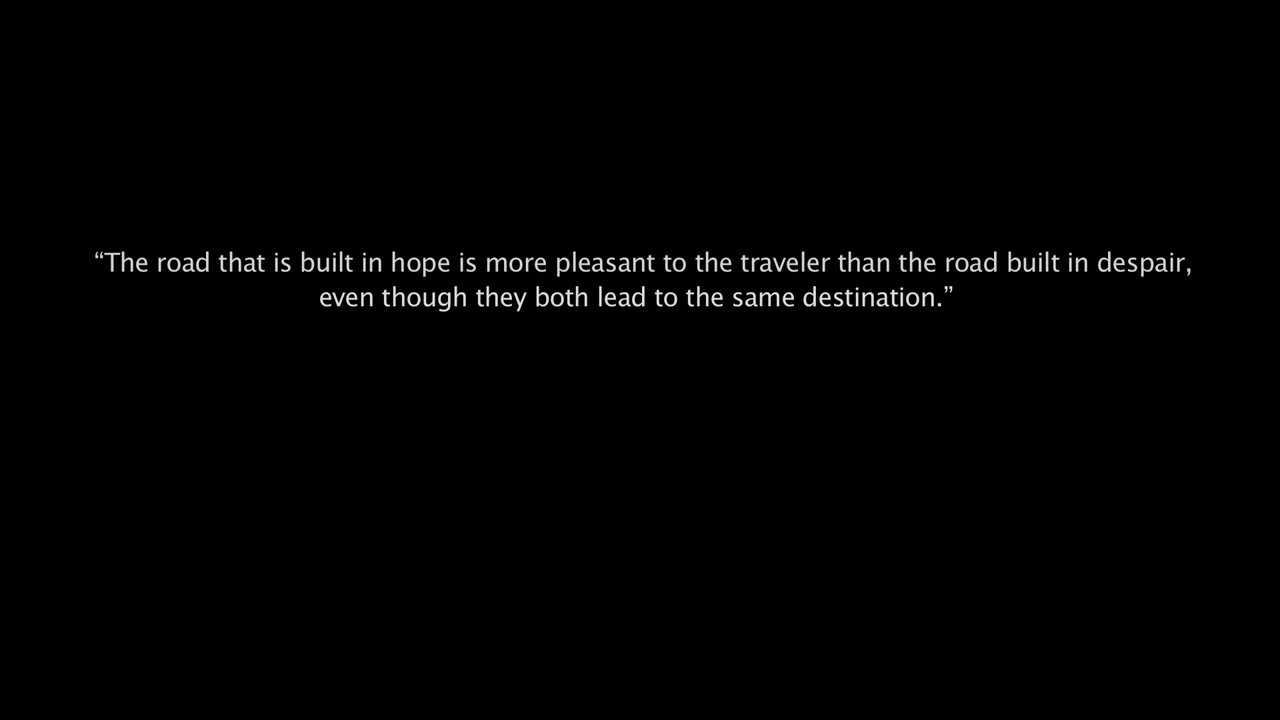 “The road that is built in hope is more pleasant to the traveler than the road built in despair,
even though they both lead to the same destination.”